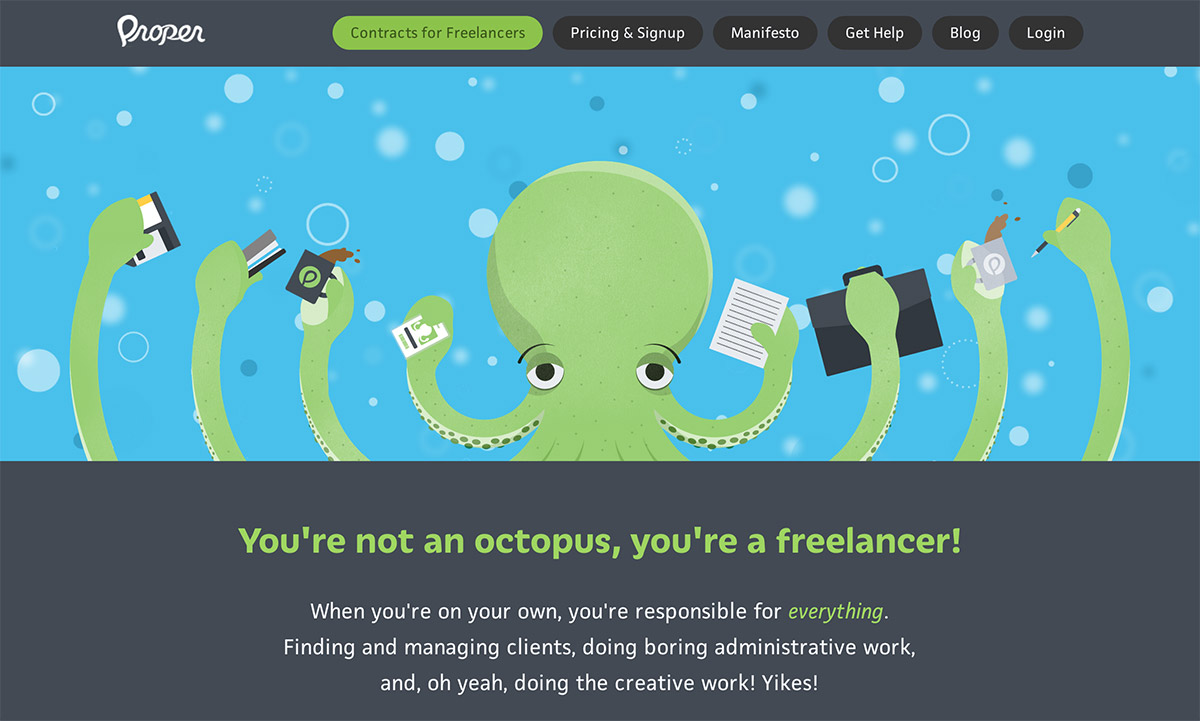 Proper
Contracts for Freelancers
Pricing & Signup
Manifesto
Get Help
Blog
Login
You're not an octopus, you're a freelancer!
When you're on your own, you're responsible for everything.
Finding and managing clients, doing boring administrative work,
and, oh yeah, doing the creative work! Yikes!